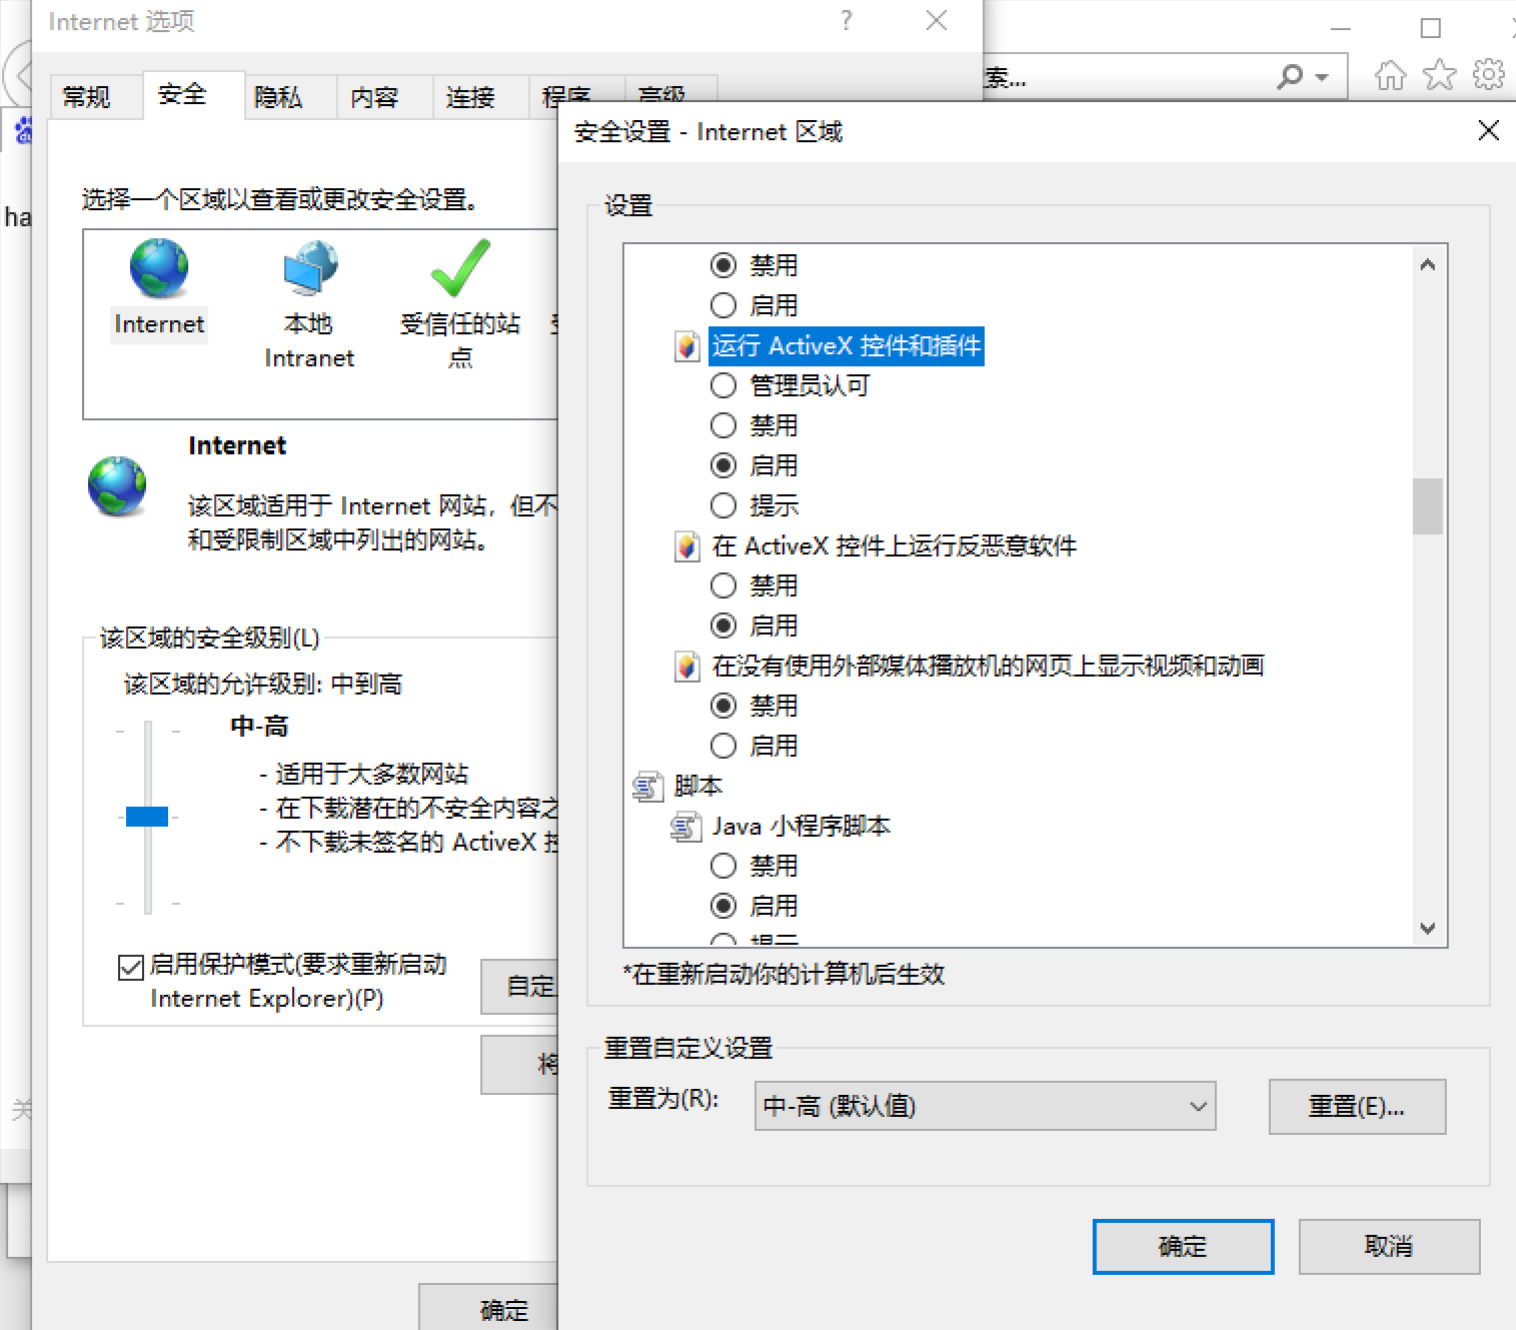 Internet 选项
?
常规
安全
隐私
内容
连接
程序
高级
索...
ha
选择一个区域以查看或更改安全设置。
Internet
本地
Intranet
受信任的站
点
Internet
该区域适用于 Internet 网站，但不
和受限制区域中列出的网站。
该区域的安全级别(L)
该区域的允许级别: 中到高
中-高
- 适用于大多数网站
- 在下载潜在的不安全内容之
- 不下载未签名的 ActiveX 控
启用保护模式(要求重新启动
Internet Explorer)(P)
自定
将
关
确定
安全设置 - Internet 区域
设置
禁用
启用
运行 ActiveX 控件和插件
管理员认可
禁用
启用
提示
在 ActiveX 控件上运行反恶意软件
禁用
启用
在没有使用外部媒体播放机的网页上显示视频和动画
禁用
启用
脚本
Java 小程序脚本
禁用
启用
提示
*在重新启动你的计算机后生效
重置自定义设置
重置为(R):
中-高 (默认值)
重置(E)...
确定
取消